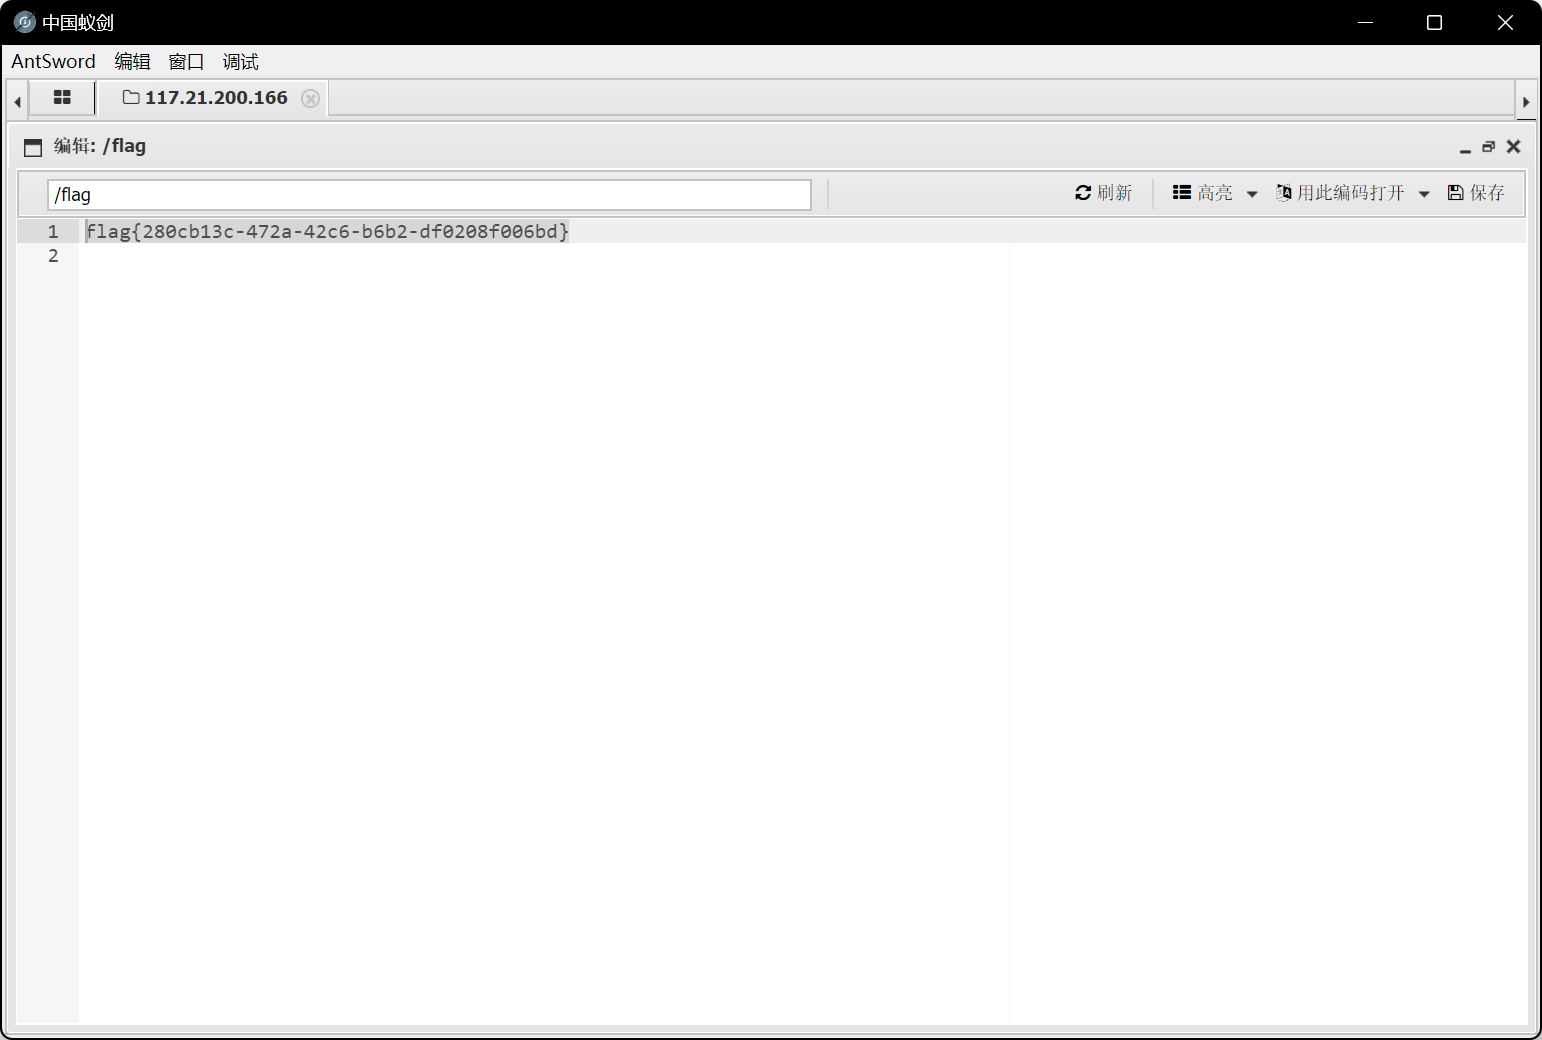 中国蚁剑
AntSword 编辑 窗口 调试
117.21.200.166
编辑: /flag
/flag 刷新 高亮 用此编码打开 保存
1 flag{280cb13c-472a-42c6-b6b2-df0208f006bd}
2